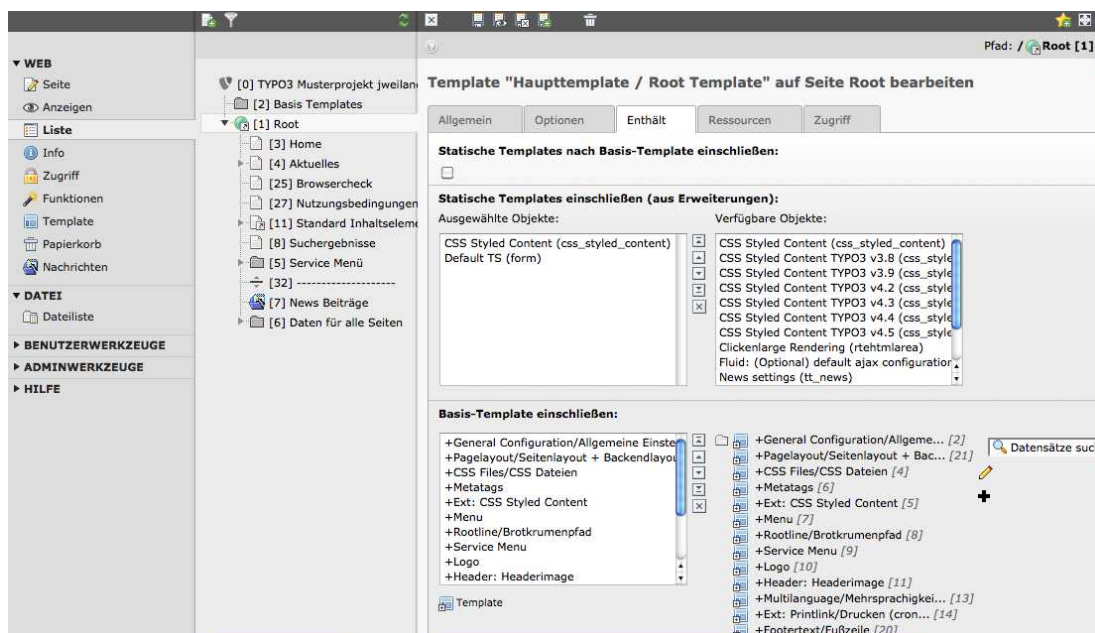 Pfad: / Root [1]
WEB
Seite
Anzeigen
Liste
Info
Zugriff
Funktionen
Template
Papierkorb
Nachrichten
DATEI
Dateiliste
BENUTZERWERKZEUGE
ADMINWERKZEUGE
HILFE
[0] TYPO3 Musterprojekt jweilan
[2] Basis Templates
[1] Root
[3] Home
[4] Aktuelles
[25] Browsercheck
[27] Nutzungsbedingungen
[11] Standard Inhaltseleme
[8] Suchergebnisse
[5] Service Menü
[32] --------------------
[7] News Beiträge
[6] Daten für alle Seiten
Template "Haupttemplate / Root Template" auf Seite Root bearbeiten
Allgemein Optionen Enthält Ressourcen Zugriff
Statische Templates nach Basis-Template einschließen:
Statische Templates einschließen (aus Erweiterungen):
Ausgewählte Objekte:
CSS Styled Content (css_styled_content)
Default TS (form)
Verfügbare Objekte:
CSS Styled Content (css_styled_content)
CSS Styled Content TYPO3 v3.8 (css_style
CSS Styled Content TYPO3 v3.9 (css_style
CSS Styled Content TYPO3 v4.2 (css_style
CSS Styled Content TYPO3 v4.3 (css_style
CSS Styled Content TYPO3 v4.4 (css_style
CSS Styled Content TYPO3 v4.5 (css_style
Clickenlarge Rendering (rtehtmlarea)
Fluid: (Optional) default ajax configuration
News settings (tt_news)
Basis-Template einschließen:
+General Configuration/Allgemeine Einste
+Pagelayout/Seitenlayout + Backendlayou
+CSS Files/CSS Dateien
+Metatags
+Ext: CSS Styled Content
+Menu
+Rootline/Brotkrumenpfad
+Service Menu
+Logo
+Header: Headerimage
Template
+General Configuration/Allgeme... [2]
+Pagelayout/Seitenlayout + Bac... [21]
+CSS Files/CSS Dateien [4]
+Metatags [6]
+Ext: CSS Styled Content [5]
+Menu [7]
+Rootline/Brotkrumenpfad [8]
+Service Menu [9]
+Logo [10]
+Header: Headerimage [11]
+Multilanguage/Mehrsprachigkei... [13]
+Ext: Printlink/Drucken (cron... [14]
+Footertext/Fußzeile [20]
Datensätze suc